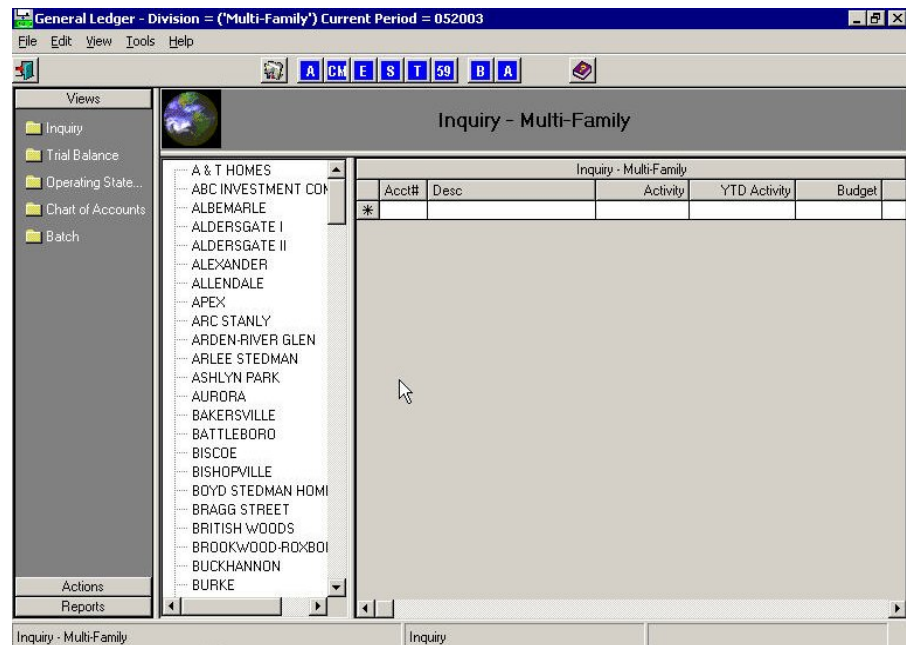 General Ledger - Division = ('Multi-Family') Current Period = 052003
File Edit View Tools Help
A CM E S T 59 B A
Views
Inquiry
Trial Balance
Operating State...
Chart of Accounts
Batch
Actions
Reports
Inquiry - Multi-Family
A & T HOMES
ABC INVESTMENT COM
ALBEMARLE
ALDERSGATE I
ALDERSGATE II
ALEXANDER
ALLENDALE
APEX
ARC STANLY
ARDEN-RIVER GLEN
ARLEE STEDMAN
ASHLYN PARK
AURORA
BAKERSVILLE
BATTLEBORO
BISCOE
BISHOPVILLE
BOYD STEDMAN HOMI
BRAGG STREET
BRITISH WOODS
BROOKWOOD-ROXBOI
BUCKHANNON
BURKE
Inquiry - Multi-Family
Acct# Desc Activity YTD Activity Budget
*
Inquiry - Multi-Family Inquiry